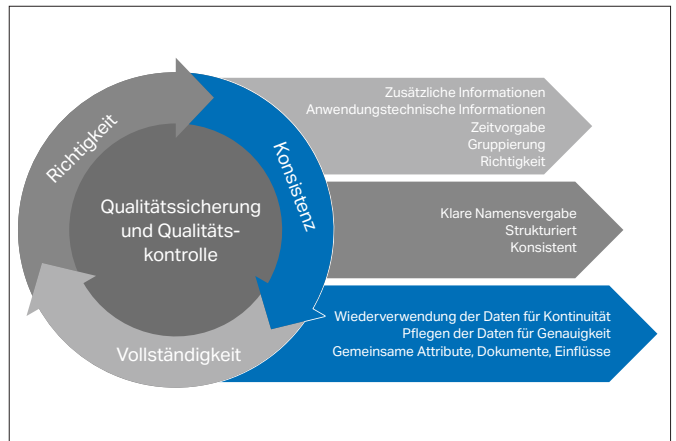 Richtigkeit
Konsistenz
Vollständigkeit
Qualitätssicherung
und Qualitäts-
kontrolle
Zusätzliche Informationen
Anwendungstechnische Informationen
Zeitvorgabe
Gruppierung
Richtigkeit
Klare Namensvergabe
Strukturiert
Konsistent
Wiederverwendung der Daten für Kontinuität
Pflegen der Daten für Genauigkeit
Gemeinsame Attribute, Dokumente, Einflüsse